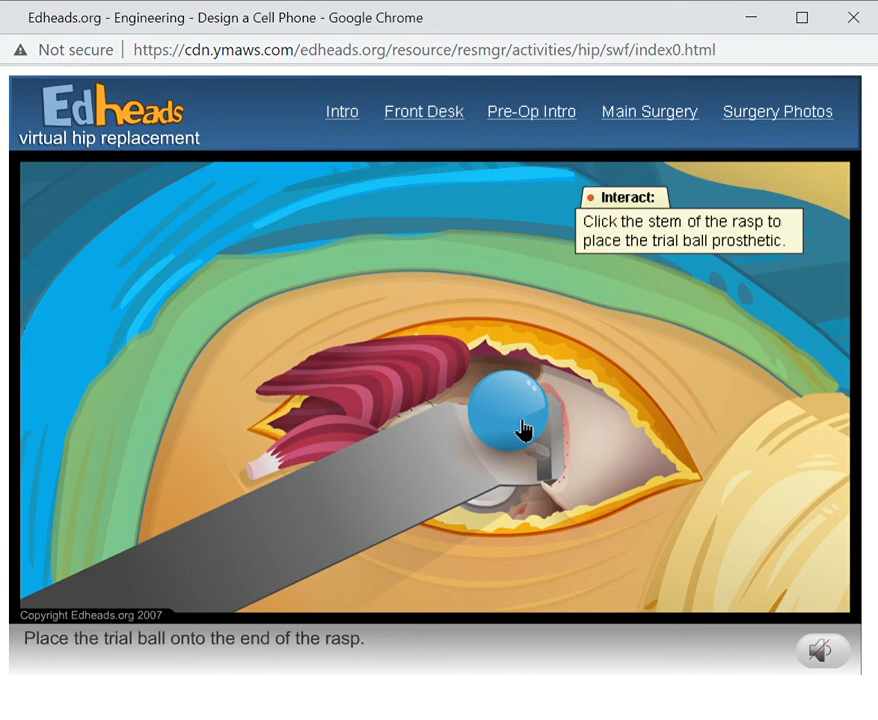 Edheads.org - Engineering - Design a Cell Phone - Google Chrome
Not secure | https://cdn.ymaws.com/edheads.org/resource/resmgr/activities/hip/swf/index0.html
Edheads
virtual hip replacement
Intro Front Desk Pre-Op Intro Main Surgery Surgery Photos
Interact:
Click the stem of the rasp to
place the trial ball prosthetic.
Copyright Edheads.org 2007
Place the trial ball onto the end of the rasp.